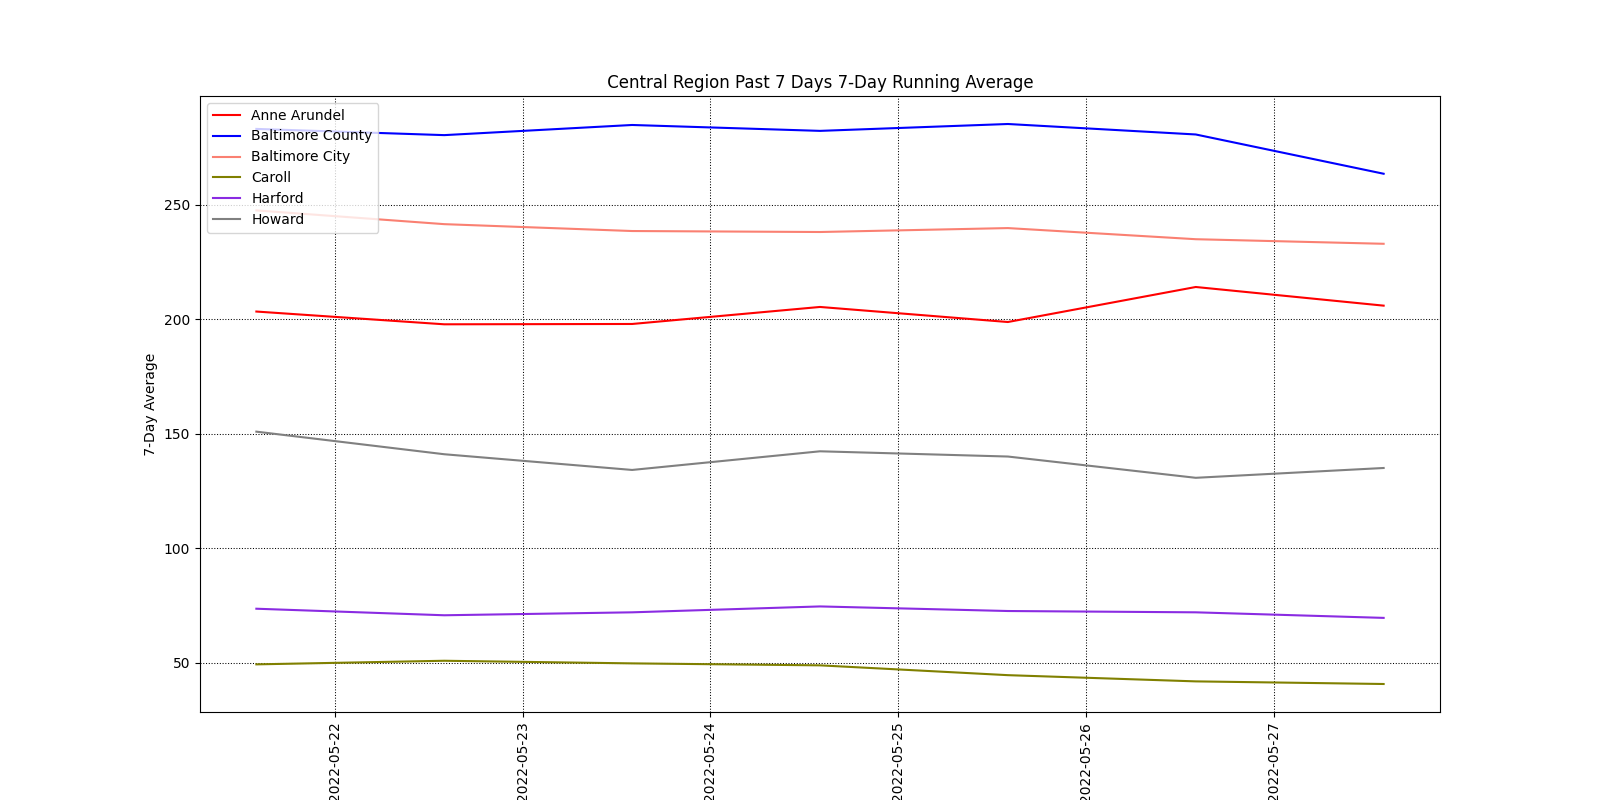 Central Region Past 7 Days 7-Day Running Average
Anne Arundel
Baltimore County
Baltimore City
Caroll
Harford
Howard
7-Day Average
250
200
150
100
50
2022-05-22
2022-05-23
2022-05-24
2022-05-25
2022-05-26
2022-05-27